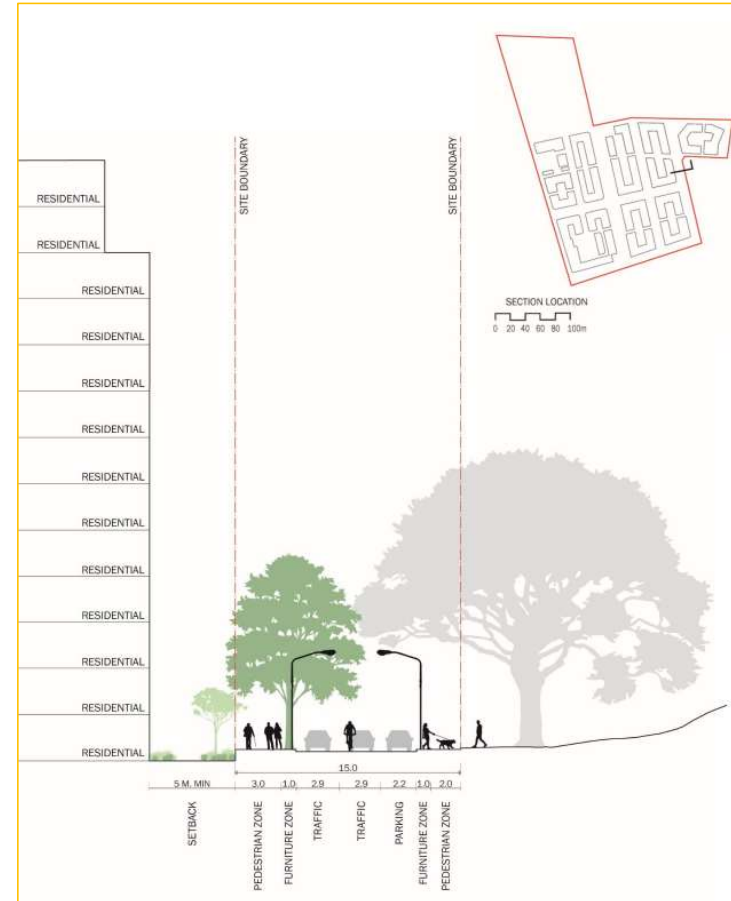 SITE BOUNDARY
SITE BOUNDARY
RESIDENTIAL
RESIDENTIAL
RESIDENTIAL
RESIDENTIAL
RESIDENTIAL
RESIDENTIAL
RESIDENTIAL
RESIDENTIAL
RESIDENTIAL
RESIDENTIAL
RESIDENTIAL
RESIDENTIAL
RESIDENTIAL
SECTION LOCATION
0 20 40 60 80 100m
15.0
5 M. MIN 3.0 1.0 2.9 2.9 2.2 1.0 2.0
SETBACK
PEDESTRIAN ZONE
FURNITURE ZONE
TRAFFIC
TRAFFIC
PARKING
FURNITURE ZONE
PEDESTRIAN ZONE